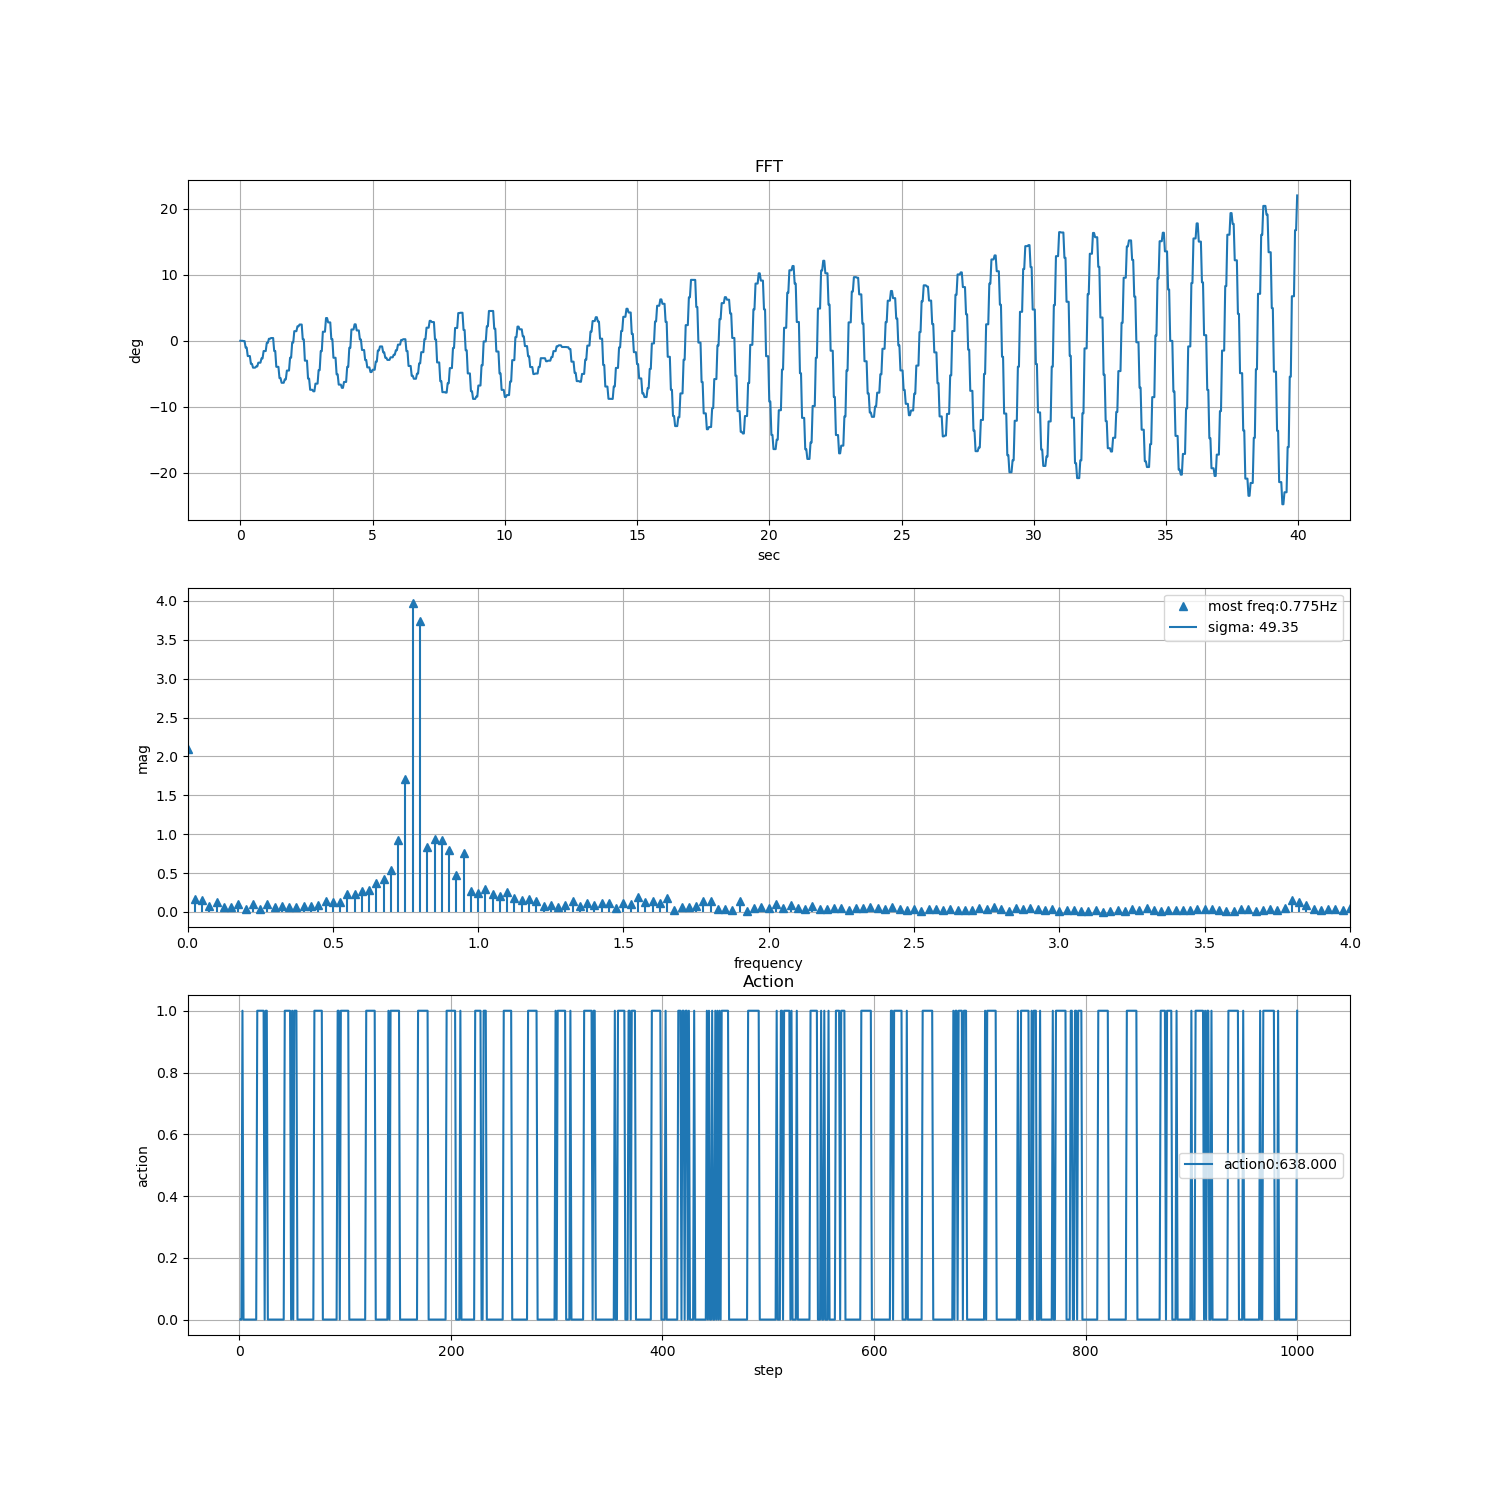 FFT
20
10
0
−10
−20
deg
0 5 10 15 20 25 30 35 40
sec
4.0
3.5
3.0
2.5
2.0
1.5
1.0
0.5
0.0
mag
most freq:0.775Hz
sigma: 49.35
0.0 0.5 1.0 1.5 2.0 2.5 3.0 3.5 4.0
frequency
Action
1.0
0.8
0.6
0.4
0.2
0.0
action
action0:638.000
0 200 400 600 800 1000
step